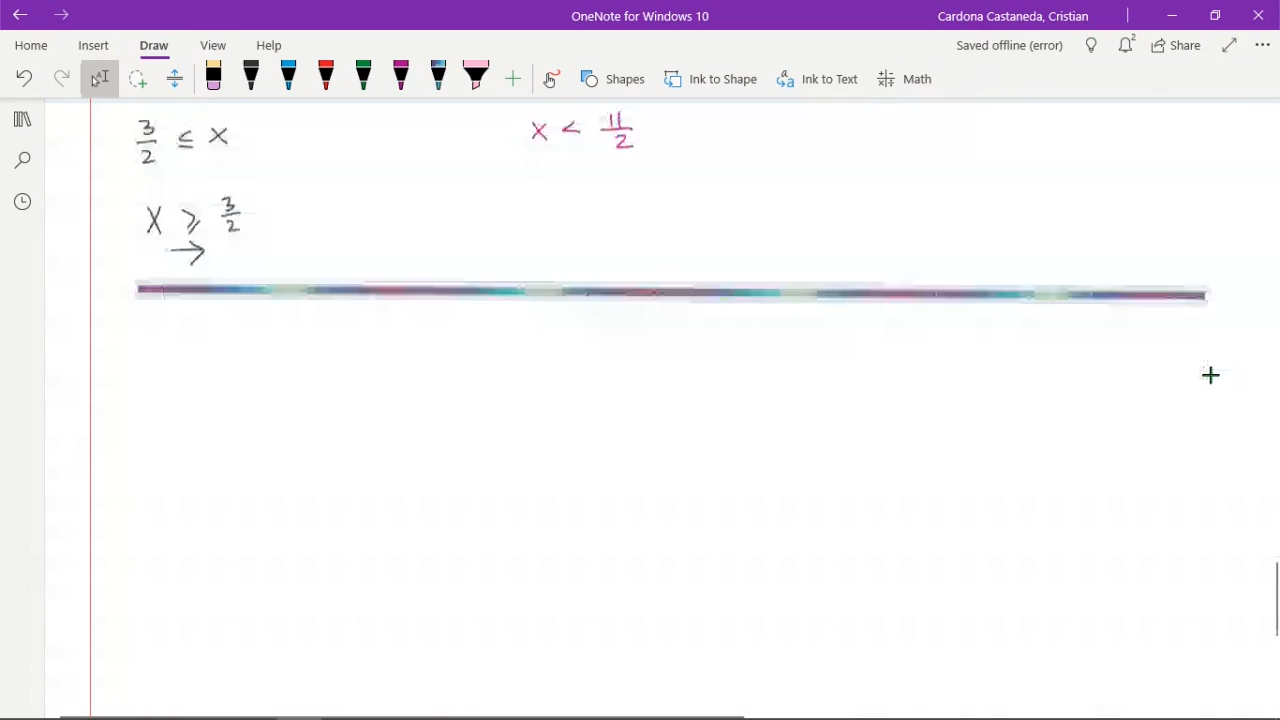 OneNote for Windows 10
Cardona Castaneda, Cristian
Home Insert Draw View Help
Saved offline (error)
Share
Shapes Ink to Shape Ink to Text Math
3/2 ≤ x
x < 11/2
x ≥ 3/2
→